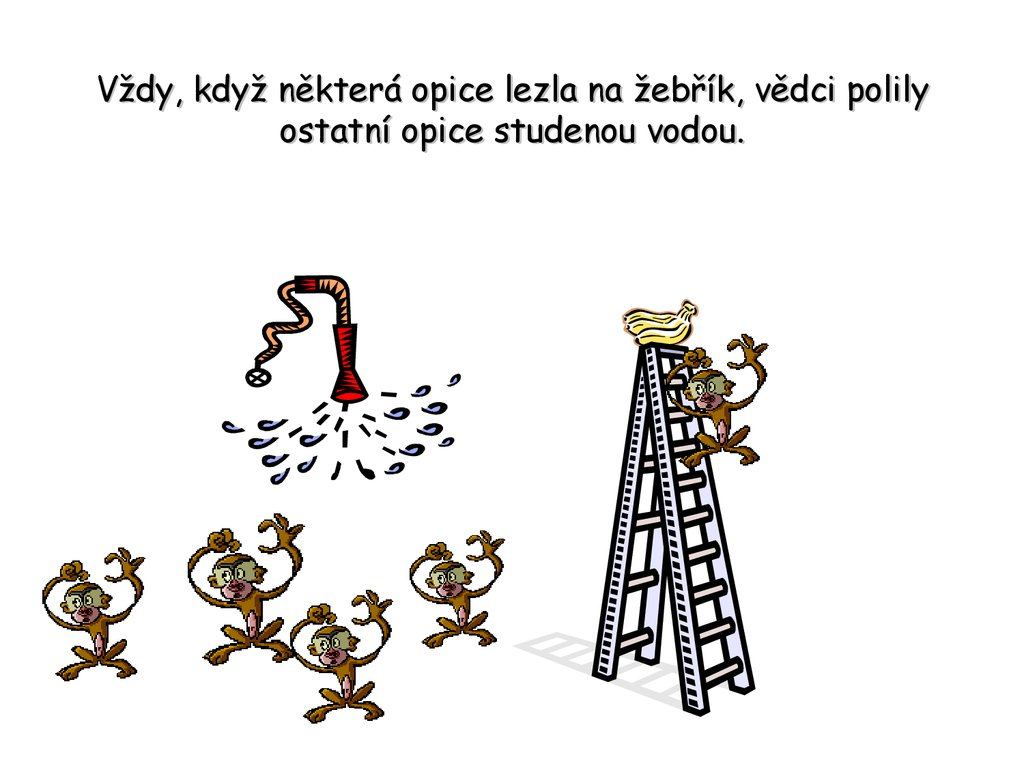 Vždy, když některá opice lezla na žebřík, vědci polily
ostatní opice studenou vodou.